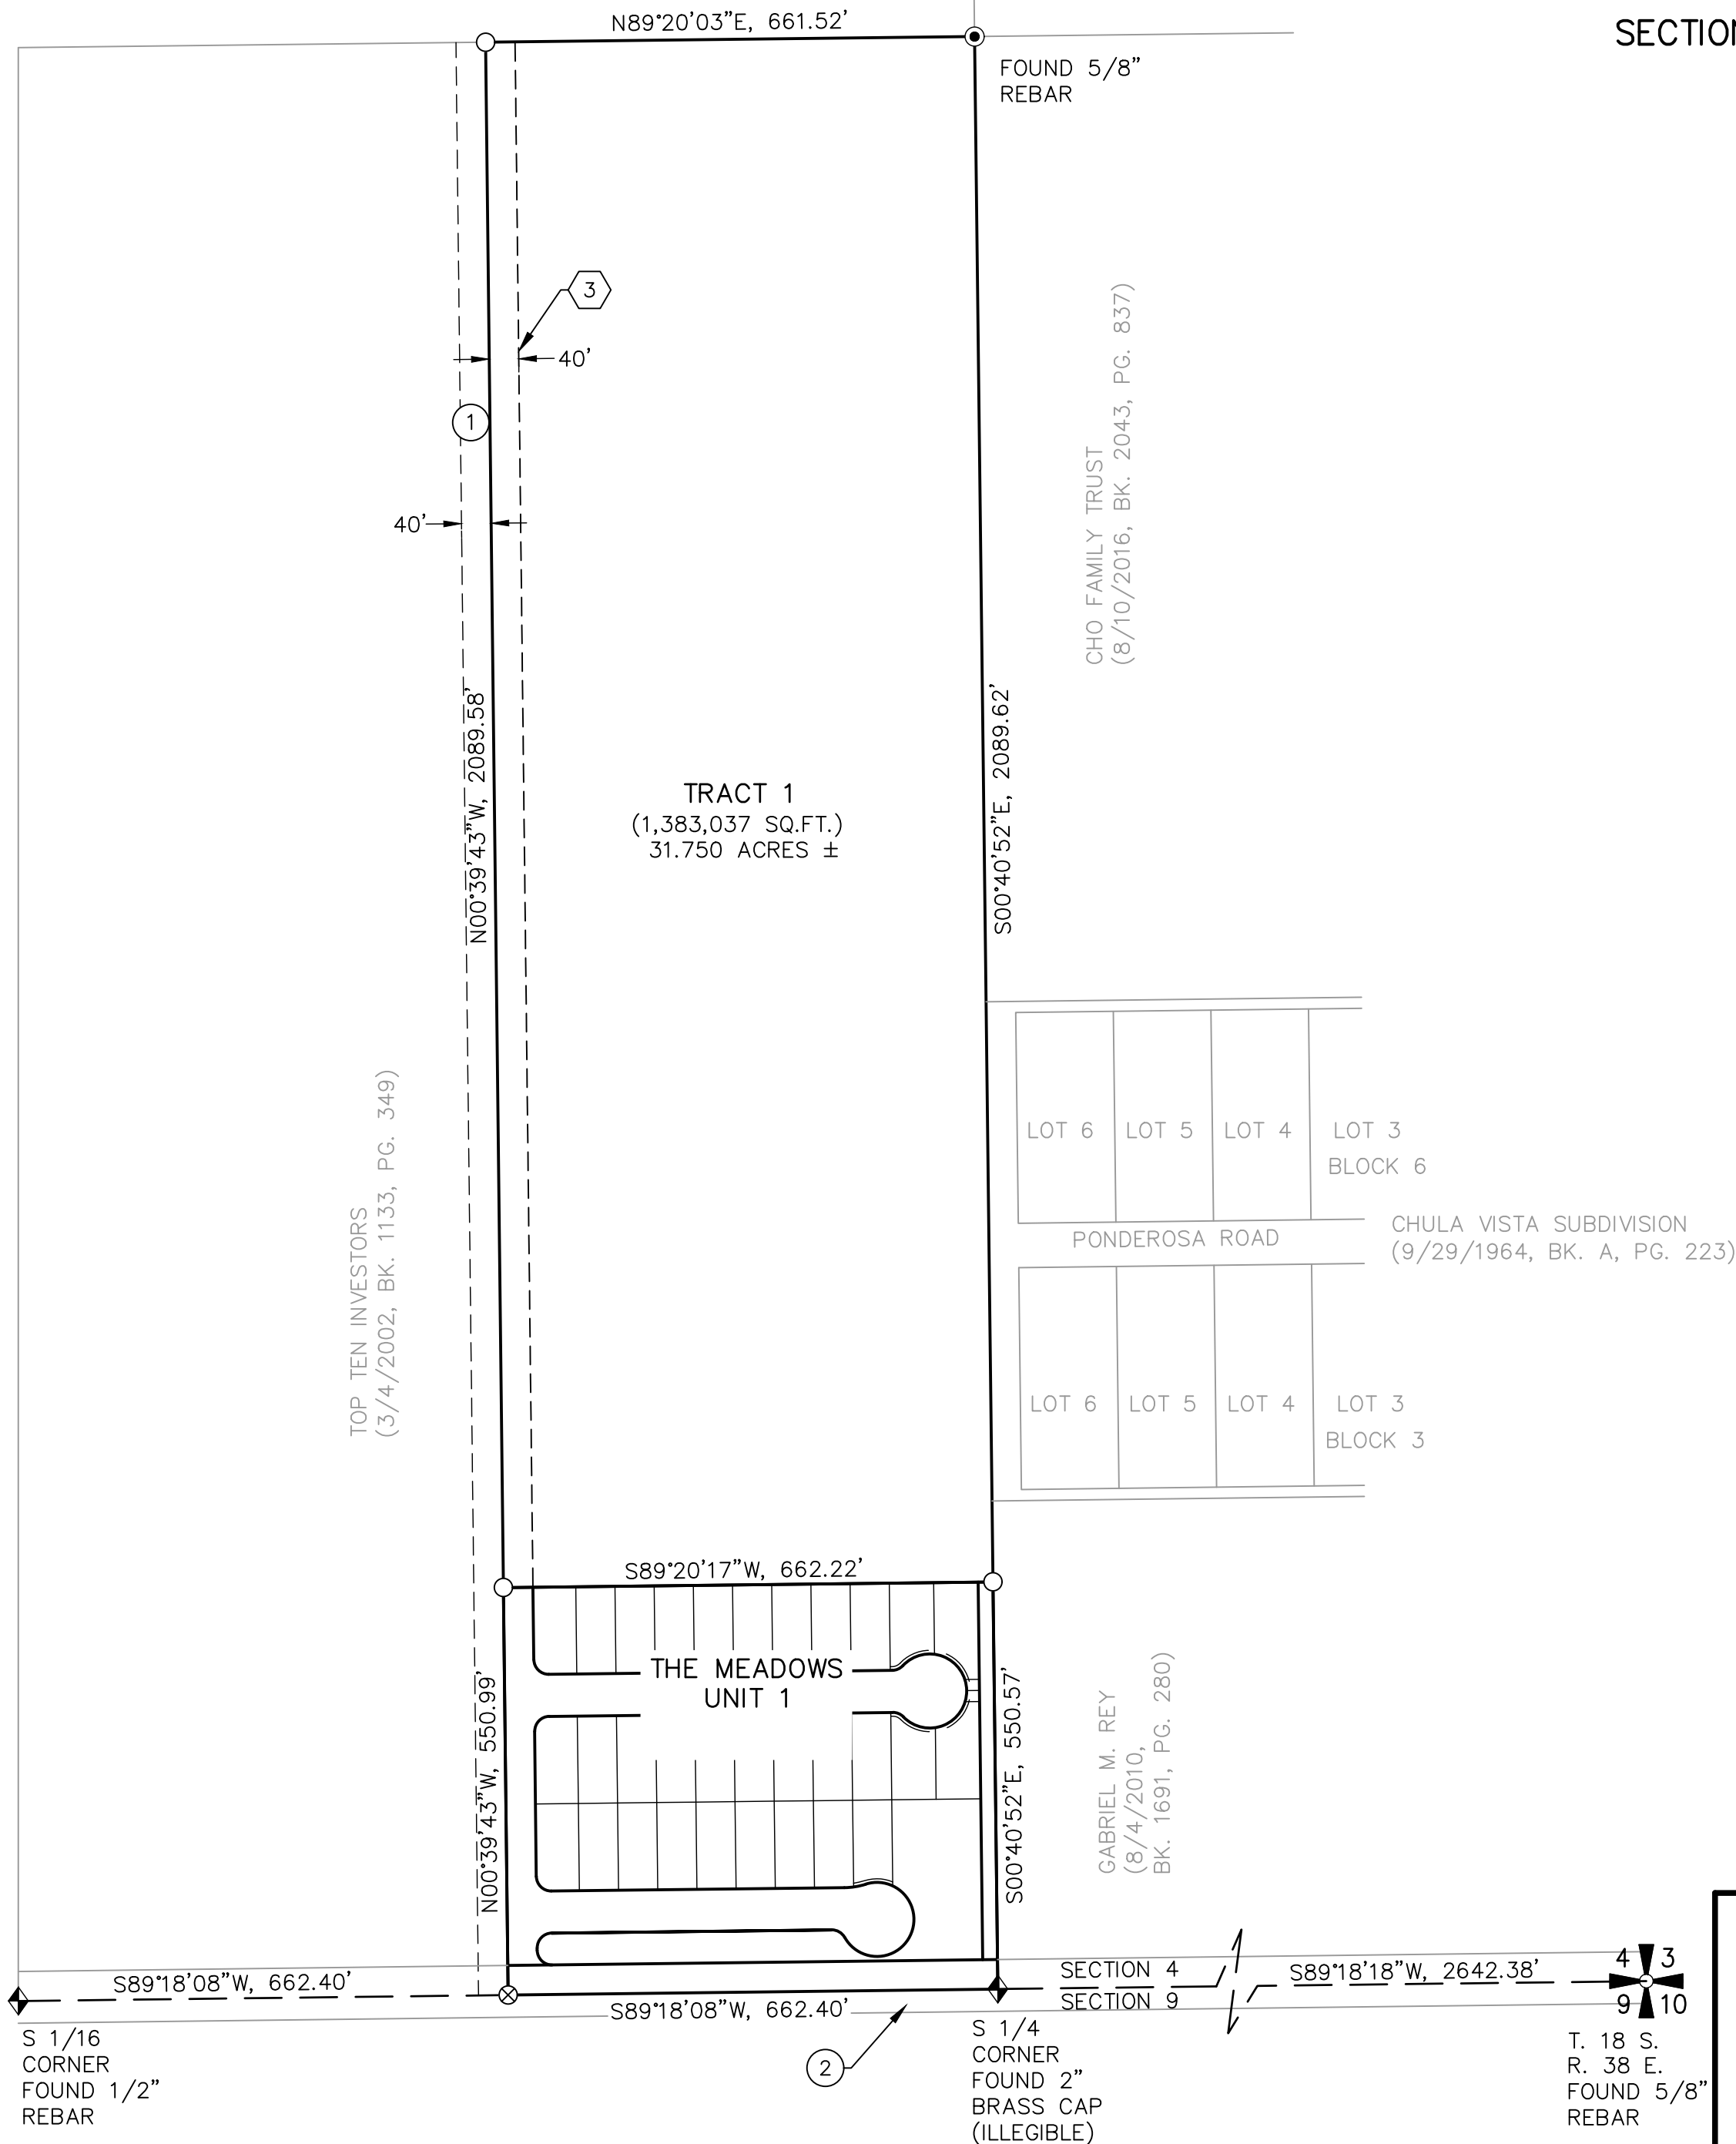 N89°20'03"E, 661.52'
SECTION
FOUND 5/8"
REBAR
3
40'
1
40'
CHO FAMILY TRUST
(8/10/2016, BK. 2043, PG. 837)
N00°39'43"W, 2089.58'
S00°40'52"E, 2089.62'
TRACT 1
(1,383,037 SQ.FT.)
31.750 ACRES ±
TOP TEN INVESTORS
(3/4/2002, BK. 1133, PG. 349)
LOT 6
LOT 5
LOT 4
LOT 3
BLOCK 6
PONDEROSA ROAD
CHULA VISTA SUBDIVISION
(9/29/1964, BK. A, PG. 223)
LOT 6
LOT 5
LOT 4
LOT 3
BLOCK 3
S89°20'17"W, 662.22'
THE MEADOWS
UNIT 1
N00°39'43"W, 550.99'
S00°40'52"E, 550.57'
GABRIEL M. REY
(8/4/2010,
BK. 1691, PG. 280)
S89°18'08"W, 662.40'
S89°18'08"W, 662.40'
SECTION 4
SECTION 9
S89°18'18"W, 2642.38'
4 3
9 10
S 1/16
CORNER
FOUND 1/2"
REBAR
2
S 1/4
CORNER
FOUND 2"
BRASS CAP
(ILLEGIBLE)
T. 18 S.
R. 38 E.
FOUND 5/8"
REBAR